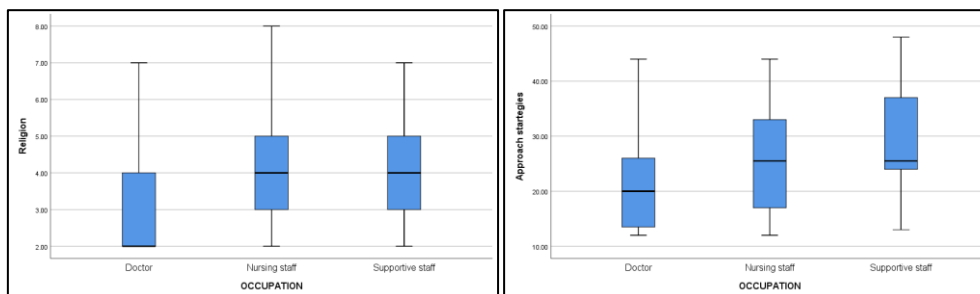 Religion
8.00
7.00
6.00
5.00
4.00
3.00
2.00
Doctor
Nursing staff
Supportive staff
OCCUPATION
Approach startegies
50.00
40.00
30.00
20.00
10.00
Doctor
Nursing staff
Supportive staff
OCCUPATION